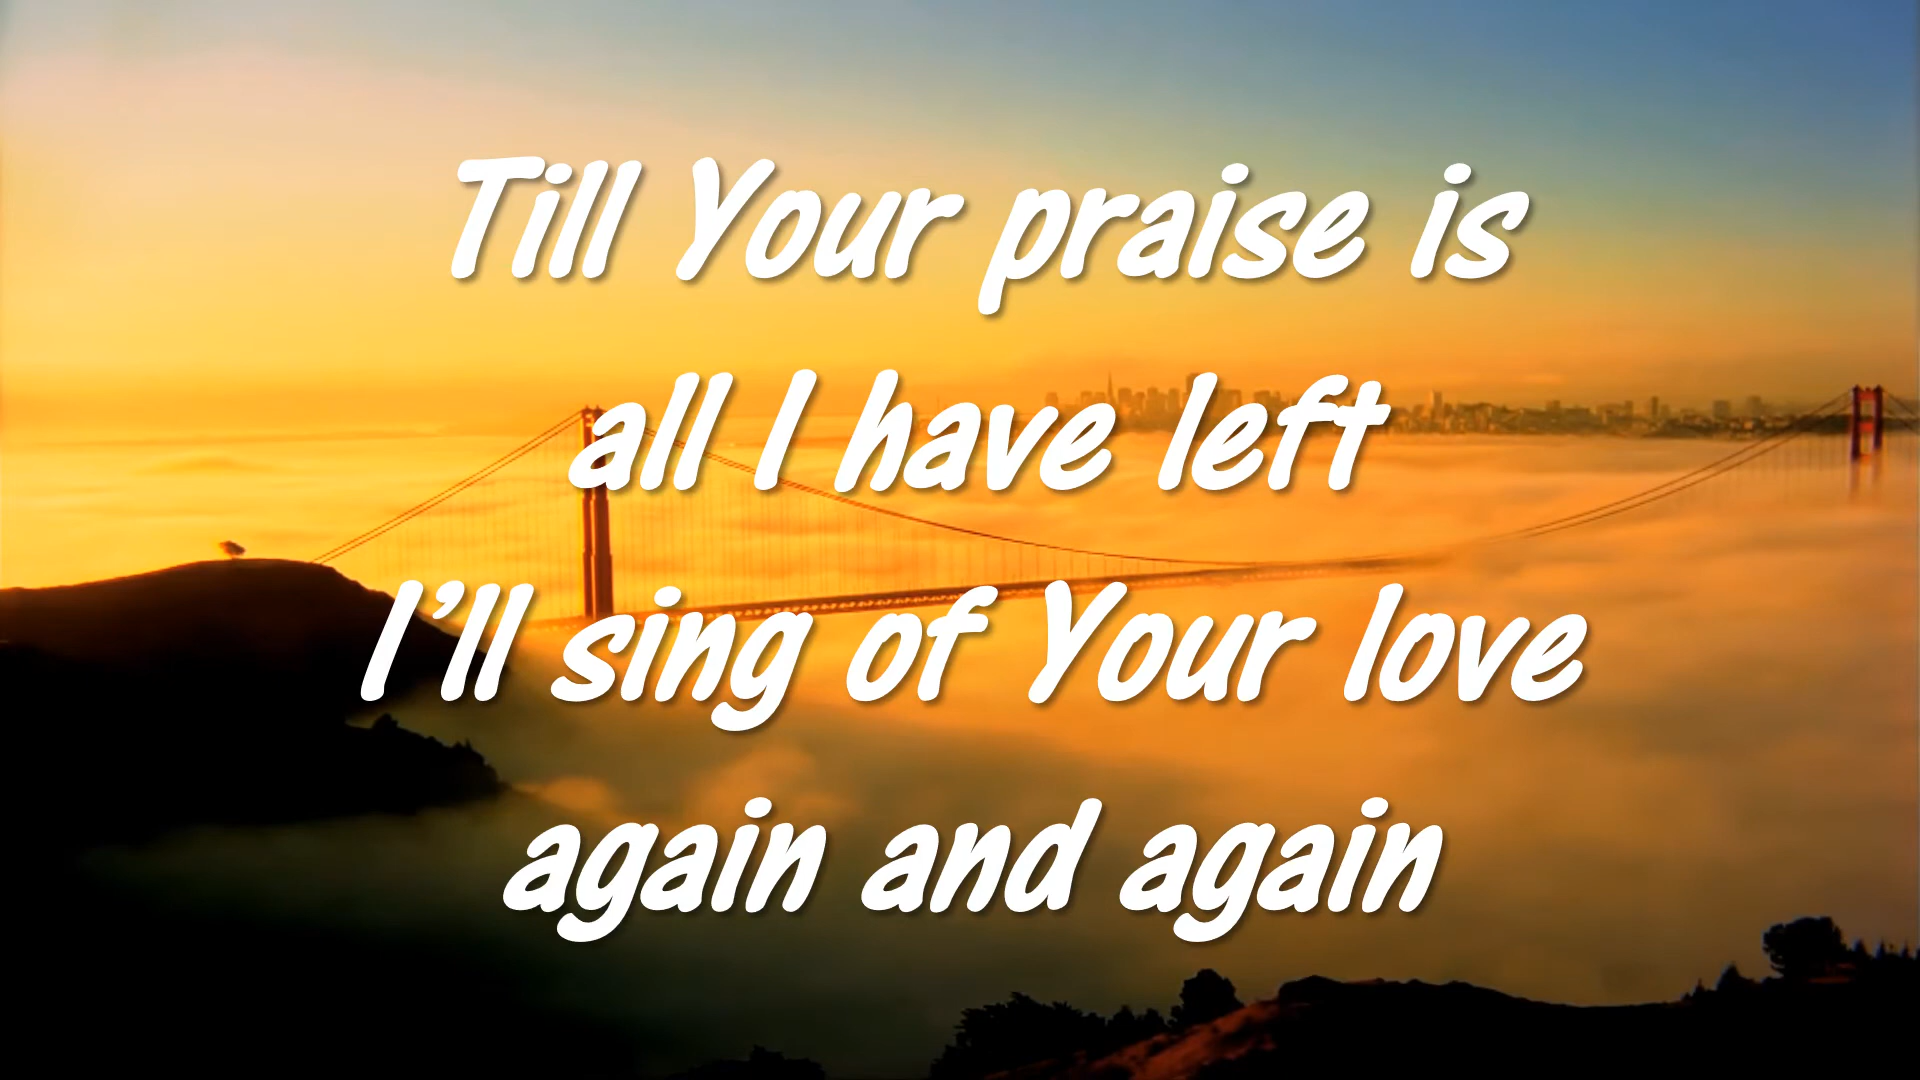 Till Your praise is
all I have left
I'll sing of Your love
again and again